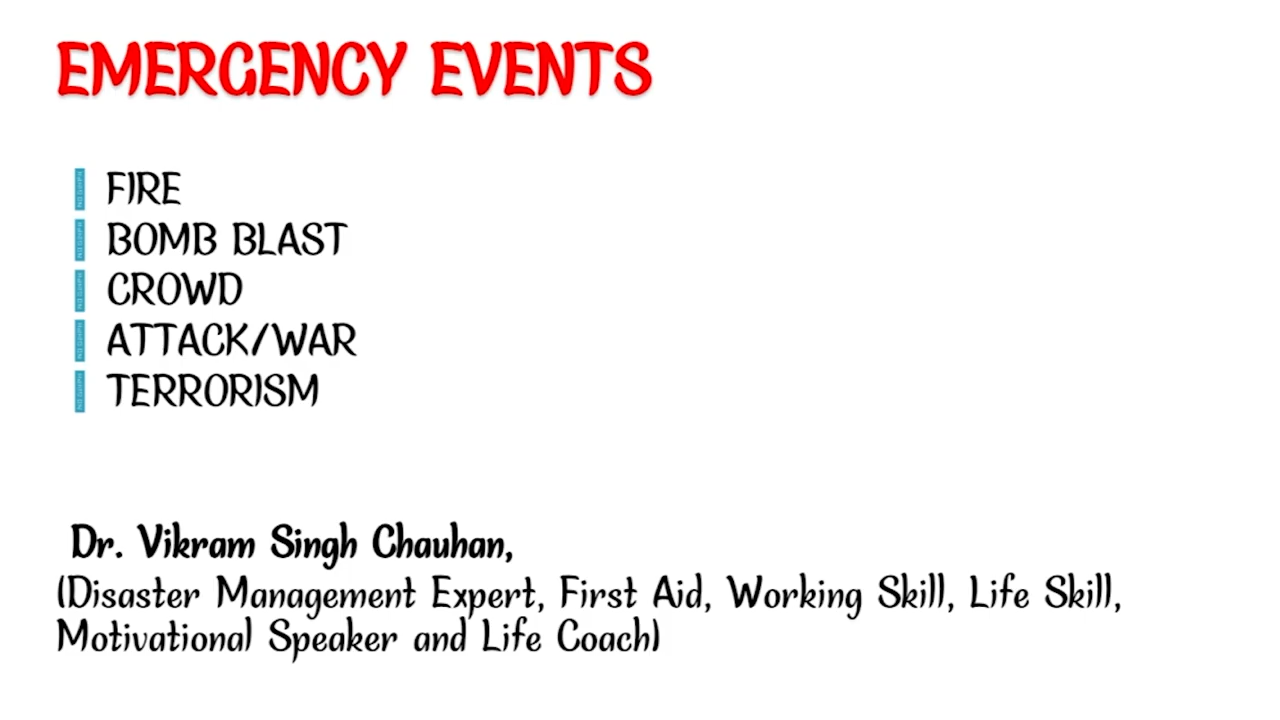 EMERGENCY EVENTS
FIRE
BOMB BLAST
CROWD
ATTACK/WAR
TERRORISM
Dr. Vikram Singh Chauhan,
(Disaster Management Expert, First Aid, Working Skill, Life Skill,
Motivational Speaker and Life Coach)